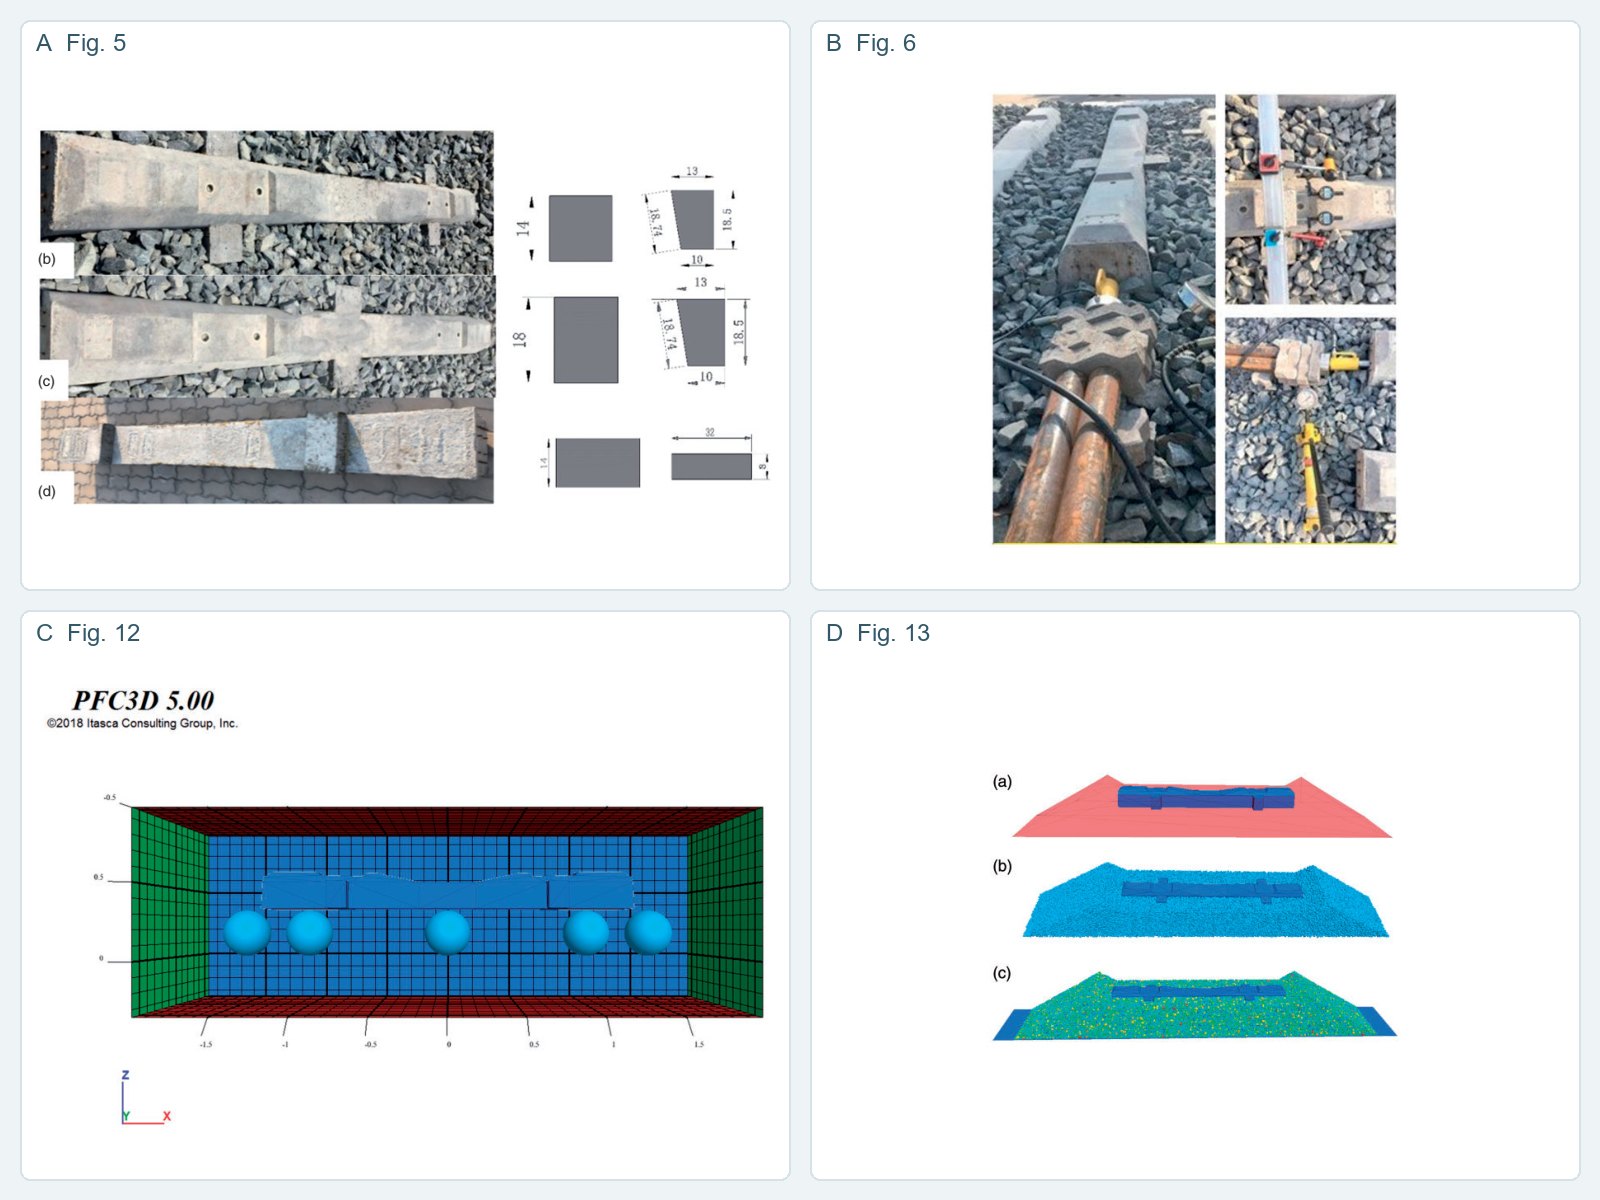 A Fig. 5
13
14
18.74
18.5
10
(b)
13
18
18.74
18.5
10
(c)
32
14
8
(d)
B Fig. 6
C Fig. 12
PFC3D 5.00
©2018 Itasca Consulting Group, Inc.
-0.5
0.5
0
-1.5 -1 -0.5 0 0.5 1 1.5
Z
Y X
D Fig. 13
(a)
(b)
(c)